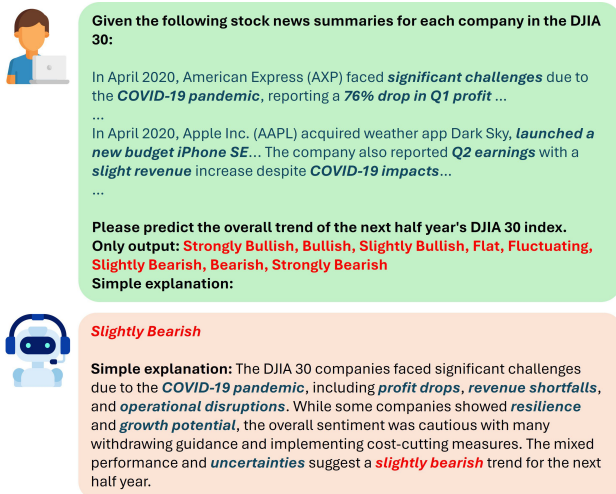 Given the following stock news summaries for each company in the DJIA
30:
In April 2020, American Express (AXP) faced significant challenges due to
the COVID-19 pandemic, reporting a 76% drop in Q1 profit ...
...
In April 2020, Apple Inc. (AAPL) acquired weather app Dark Sky, launched a
new budget iPhone SE... The company also reported Q2 earnings with a
slight revenue increase despite COVID-19 impacts...
...
Please predict the overall trend of the next half year's DJIA 30 index.
Only output: Strongly Bullish, Bullish, Slightly Bullish, Flat, Fluctuating,
Slightly Bearish, Bearish, Strongly Bearish
Simple explanation:
Slightly Bearish
Simple explanation: The DJIA 30 companies faced significant challenges
due to the COVID-19 pandemic, including profit drops, revenue shortfalls,
and operational disruptions. While some companies showed resilience
and growth potential, the overall sentiment was cautious with many
withdrawing guidance and implementing cost-cutting measures. The mixed
performance and uncertainties suggest a slightly bearish trend for the next
half year.